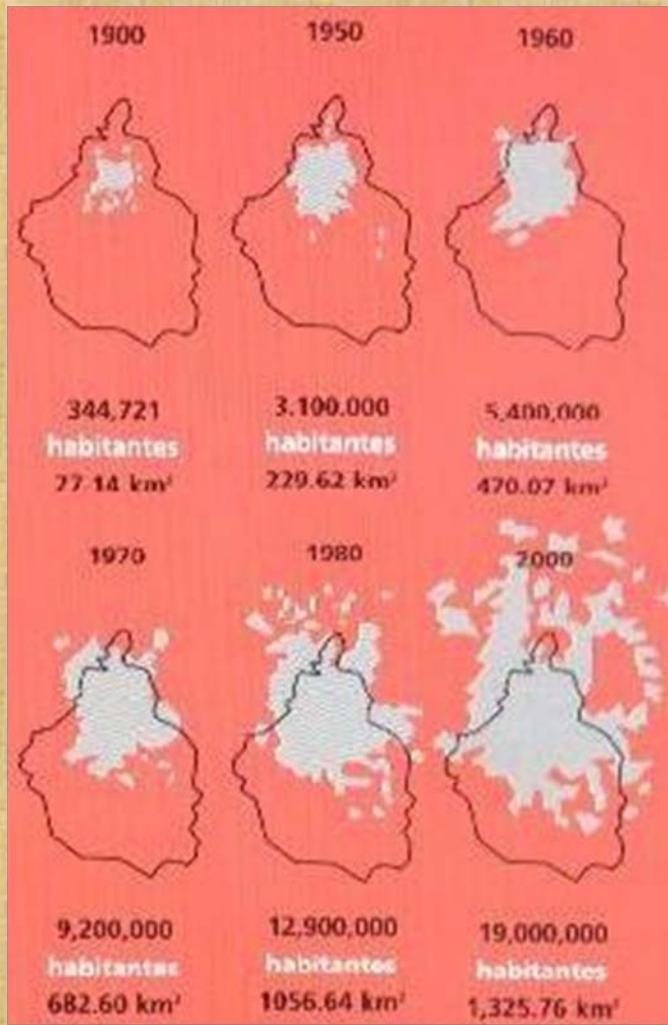 1900
344,721
habitantes
27.14 km²
1950
3.100.000
habitantes
229.62 km²
1960
5,400,000
habitantes
470.07 km²
1970
9,200,000
habitantes
682.60 km²
1980
12,900,000
habitantes
1056.64 km²
2000
19,000,000
habitantes
1,325.76 km²